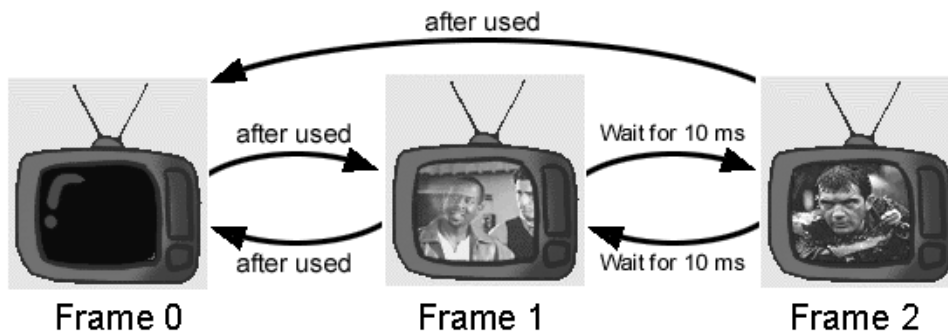 after used
after used
Wait for 10 ms
after used
Wait for 10 ms
Frame 0
Frame 1
Frame 2